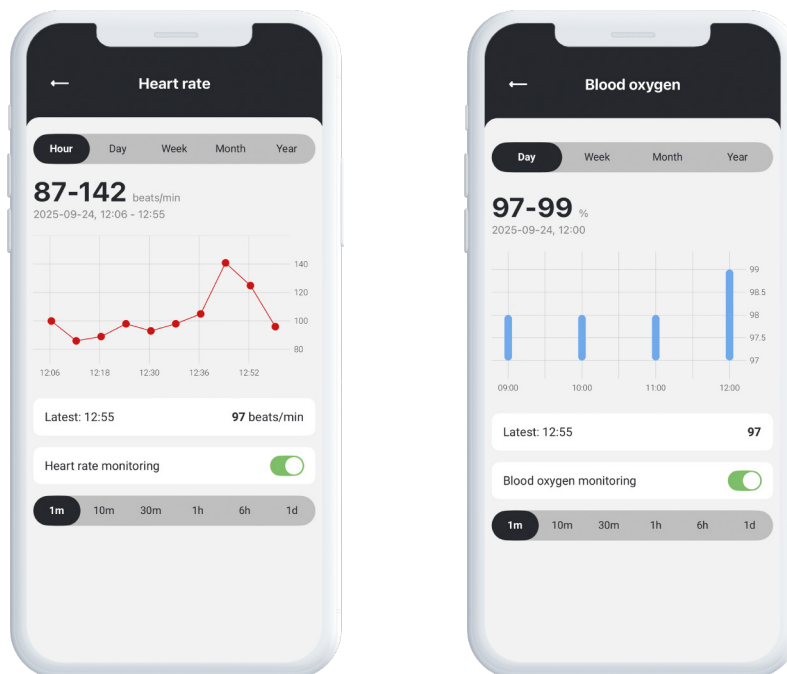 Heart rate
Hour Day Week Month Year
87-142 beats/min
2025-09-24, 12:06 - 12:55
140
120
100
80
12:06 12:18 12:30 12:36 12:52
Latest: 12:55 97 beats/min
Heart rate monitoring
1m 10m 30m 1h 6h 1d
Blood oxygen
Day Week Month Year
97-99 %
2025-09-24, 12:00
99
98.5
98
97.5
97
09:00 10:00 11:00 12:00
Latest: 12:55 97
Blood oxygen monitoring
1m 10m 30m 1h 6h 1d